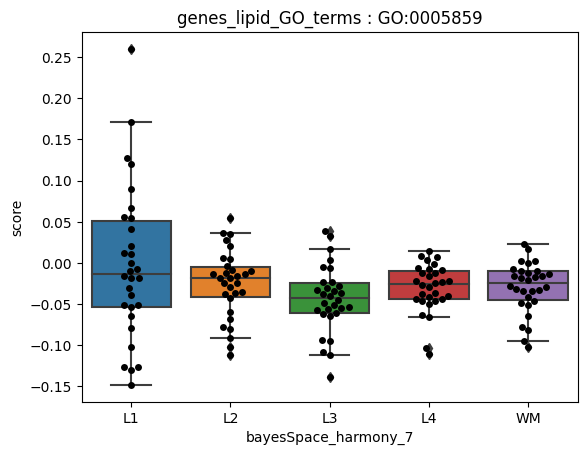 genes_lipid_GO_terms : GO:0005859
score
0.25
0.20
0.15
0.10
0.05
0.00
−0.05
−0.10
−0.15
L1 L2 L3 L4 WM
bayesSpace_harmony_7